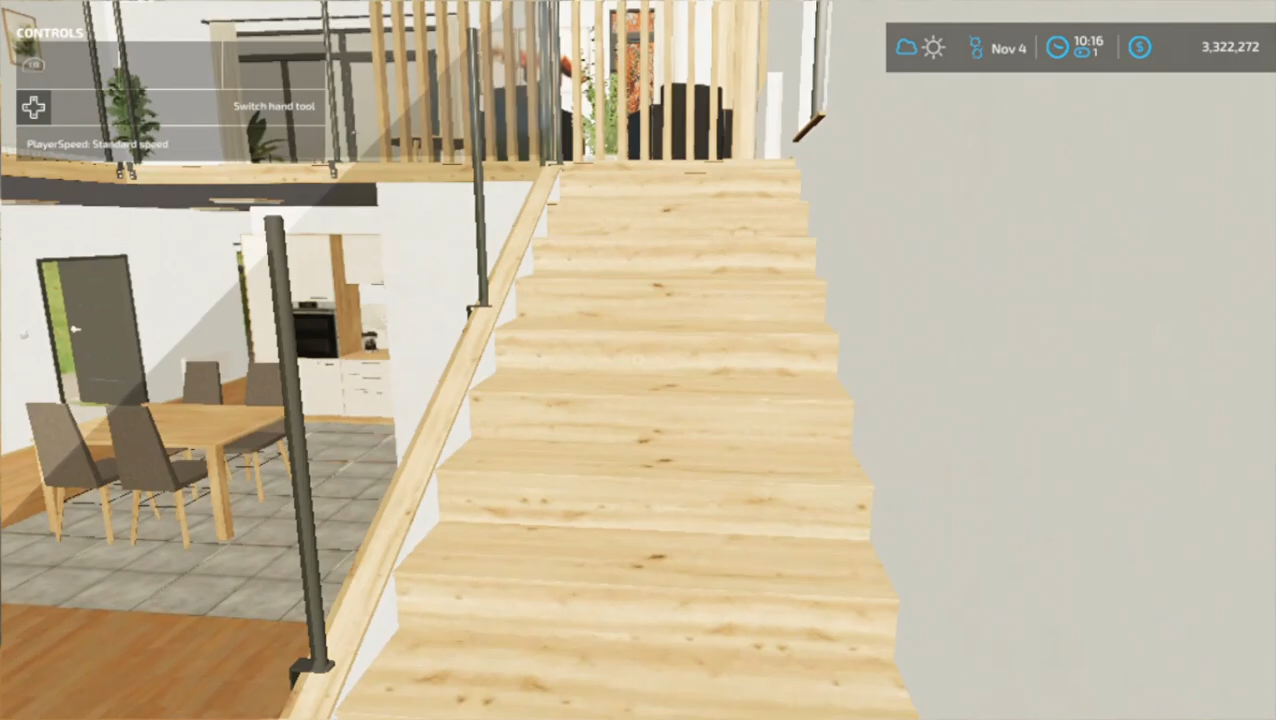 CONTROLS
Switch hand tool
PlayerSpeed: Standard speed
Nov 4
10:16
1
$
3,322,272